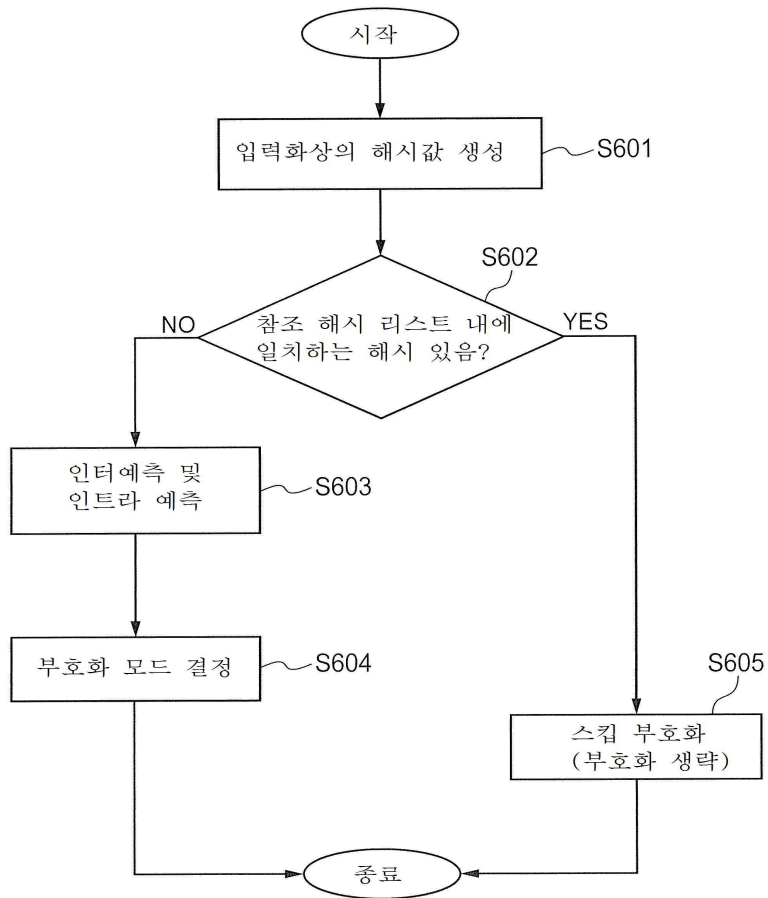 시작
입력화상의 해시값 생성
S601
S602
참조 해시 리스트 내에
일치하는 해시 있음?
NO
YES
인터예측 및
인트라 예측
S603
부호화 모드 결정
S604
S605
스킵 부호화
(부호화 생략)
종료